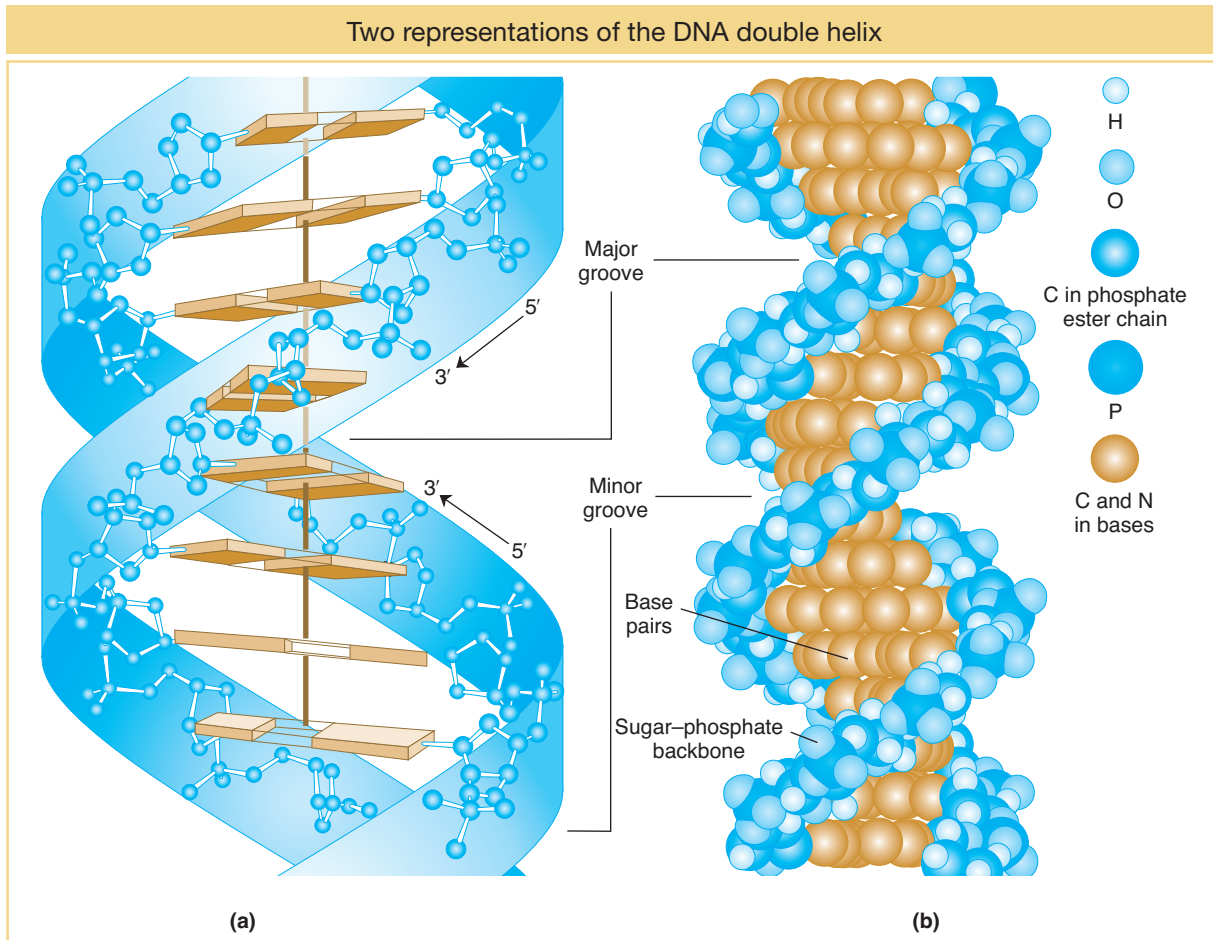 Two representations of the DNA double helix
Major
groove
5′
3′
3′
5′
Minor
groove
Base
pairs
Sugar–phosphate
backbone
H
O
C in phosphate
ester chain
P
C and N
in bases
(a)
(b)